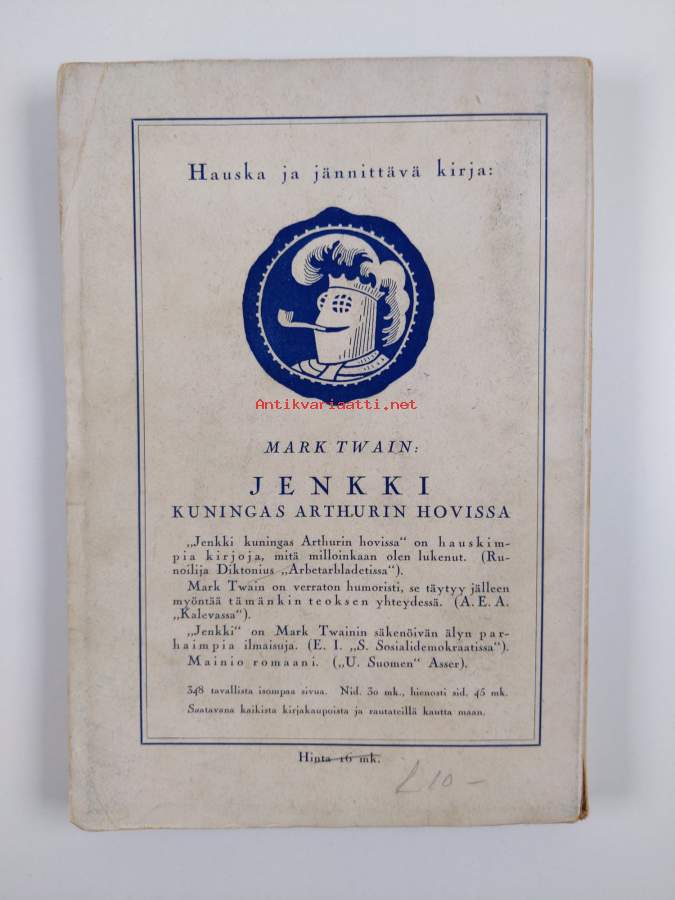 Hauska ja jännittävä kirja:
Antikvariaatti.net
MARK TWAIN:
JENKKI
KUNINGAS ARTHURIN HOVISSA
„Jenkki kuningas Arthurin hovissa“ on hauskim-
pia kirjoja, mitä milloinkaan olen lukenut. (Ru-
noilija Diktonius „Arbetarbladetissa“).
Mark Twain on verraton humoristi, se täytyy jälleen
myöntää tämänkin teoksen yhteydessä. (A. E. A.
„Kalevassa“).
„Jenkki“ on Mark Twainin säkenöivän älyn par-
haimpia ilmaisuja. (E. I. „S. Sosialidemokraatissa“).
Mainio romaani. („U. Suomen“ Asser).
348 tavallista isompaa sivua. Nid. 30 mk., hienosti sid. 45 mk.
Saatavana kaikista kirjakaupoista ja rautateillä kautta maan.
Hinta 16 mk.
10 –